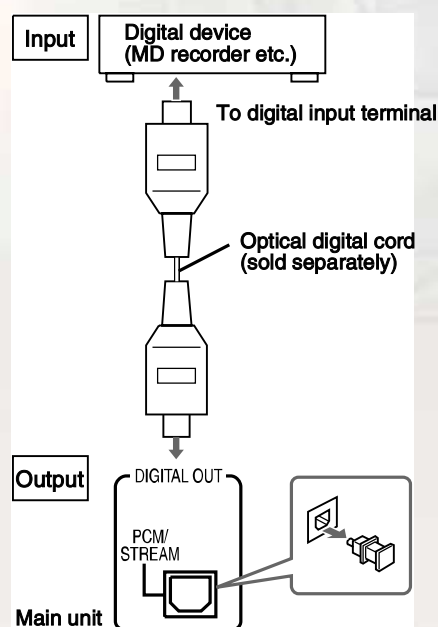 Input
Digital device
(MD recorder etc.)
To digital input terminal
Optical digital cord
(sold separately)
Output
DIGITAL OUT
PCM/
STREAM
Main unit